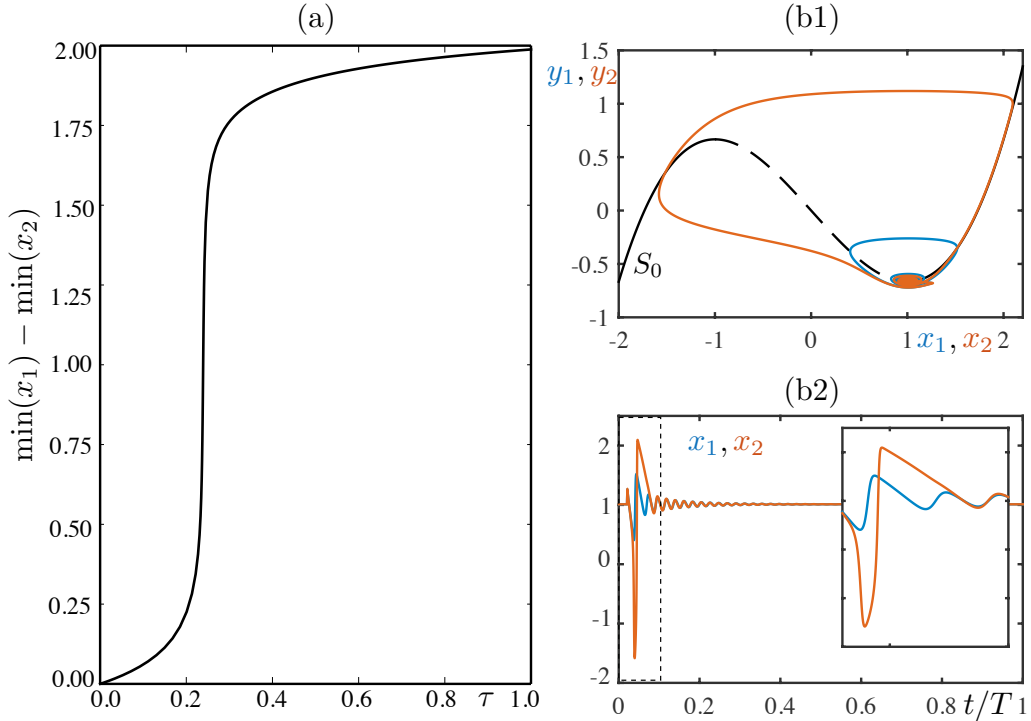 (a)
min(x₁) − min(x₂)
2.00
1.75
1.50
1.25
1.00
0.75
0.50
0.25
0.00
0.0 0.2 0.4 0.6 0.8 τ 1.0
(b1)
y₁, y₂
1.5
1
0.5
0
-0.5
-1
S₀
-2 -1 0 1 x₁, x₂ 2
(b2)
x₁, x₂
2
1
0
-1
-2
0 0.2 0.4 0.6 0.8 t/T 1